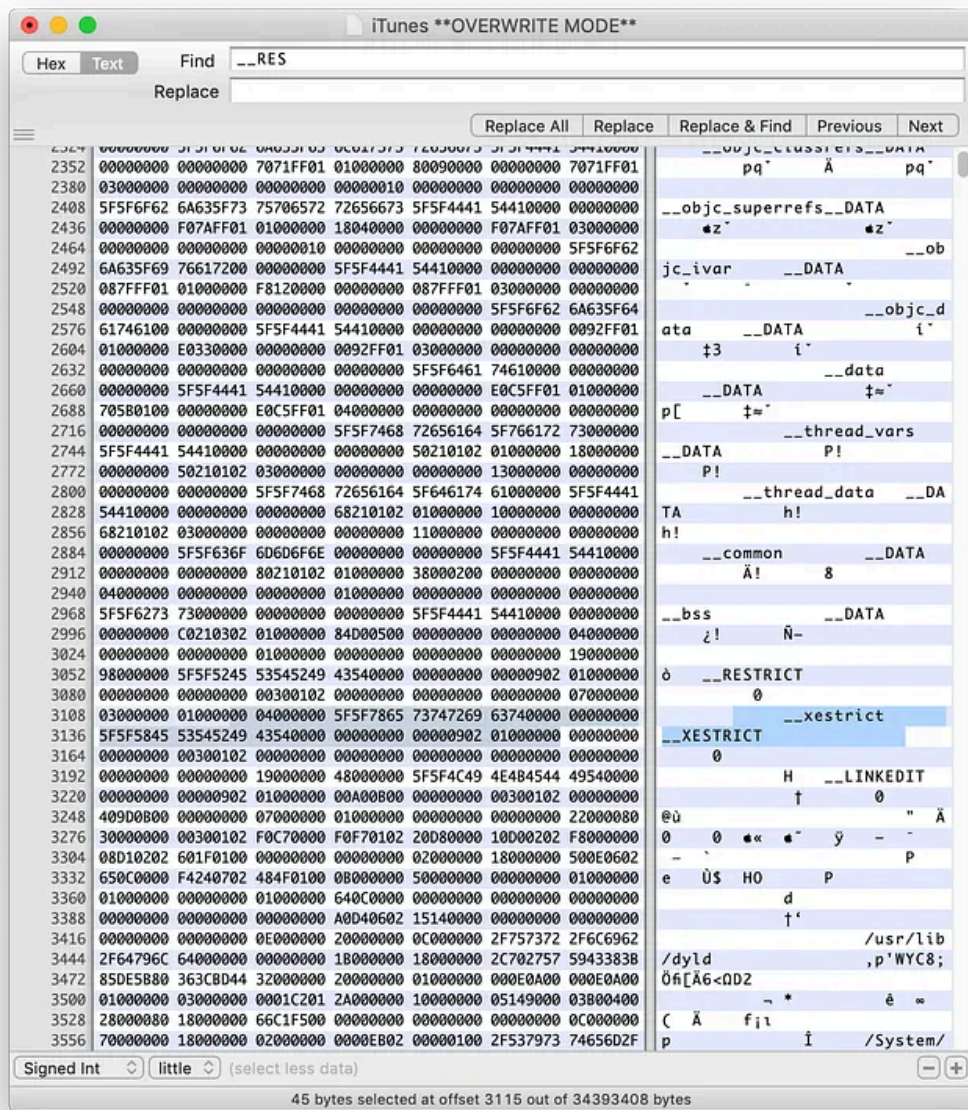 iTunes **OVERWRITE MODE**
Hex Text Find __RES
Replace
Replace All Replace Replace & Find Previous Next
2352 00000000 00000000 7071FF01 01000000 80090000 00000000 7071FF01 pqˇ Ä pqˇ
2380 03000000 00000000 00000000 00000010 00000000 00000000 00000000
2408 5F5F6F62 6A635F73 75706572 72656673 5F5F4441 54410000 00000000 __objc_superrefs__DATA
2436 00000000 F07AFF01 01000000 18040000 00000000 F07AFF01 03000000 zˇ zˇ
2464 00000000 00000000 00000010 00000000 00000000 00000000 5F5F6F62 __ob
2492 6A635F69 76617200 00000000 5F5F4441 54410000 00000000 00000000 jc_ivar __DATA
2520 087FFF01 01000000 F8120000 00000000 087FFF01 03000000 00000000
2548 00000000 00000000 00000000 00000000 00000000 5F5F6F62 6A635F64 __objc_d
2576 61746100 00000000 5F5F4441 54410000 00000000 00000000 0092FF01 ata __DATA íˇ
2604 01000000 E0330000 00000000 0092FF01 03000000 00000000 00000000 ‡3 íˇ
2632 00000000 00000000 00000000 00000000 5F5F6461 74610000 00000000 __data
2660 00000000 5F5F4441 54410000 00000000 00000000 E0C5FF01 01000000 __DATA ‡≈ˇ
2688 705B0100 00000000 E0C5FF01 04000000 00000000 00000000 00000000 p[ ‡≈ˇ
2716 00000000 00000000 00000000 5F5F7468 72656164 5F766172 73000000 __thread_vars
2744 5F5F4441 54410000 00000000 00000000 50210102 01000000 18000000 __DATA P!
2772 00000000 50210102 03000000 00000000 00000000 13000000 00000000 P!
2800 00000000 00000000 5F5F7468 72656164 5F646174 61000000 5F5F4441 __thread_data __DA
2828 54410000 00000000 00000000 68210102 01000000 10000000 00000000 TA h!
2856 68210102 03000000 00000000 00000000 11000000 00000000 00000000 h!
2884 00000000 5F5F636F 6D6D6F6E 00000000 00000000 5F5F4441 54410000 __common __DATA
2912 00000000 00000000 80210102 01000000 38000200 00000000 00000000 Ä! 8
2940 04000000 00000000 00000000 01000000 00000000 00000000 00000000
2968 5F5F6273 73000000 00000000 00000000 5F5F4441 54410000 00000000 __bss __DATA
2996 00000000 C0210302 01000000 84D00500 00000000 00000000 04000000 ¿! Ñ–
3024 00000000 00000000 01000000 00000000 00000000 00000000 19000000
3052 98000000 5F5F5245 53545249 43540000 00000000 00000902 01000000 ò __RESTRICT
3080 00000000 00000000 00300102 00000000 00000000 00000000 07000000 0
3108 03000000 01000000 04000000 5F5F7865 73747269 63740000 00000000 __xestrict
3136 5F5F5845 53545249 43540000 00000000 00000902 01000000 00000000 __XESTRICT
3164 00000000 00300102 00000000 00000000 00000000 00000000 00000000 0
3192 00000000 00000000 19000000 48000000 5F5F4C49 4E4B4544 49540000 H __LINKEDIT
3220 00000000 00000902 01000000 00A00B00 00000000 00300102 00000000 † 0
3248 409D0B00 00000000 07000000 01000000 00000000 00000000 22000080 @ù " Ä
3276 30000000 00300102 F0C70000 F0F70102 20D80000 10D00202 F8000000 0 0 « ˜ ÿ – ¯
3304 08D10202 601F0100 00000000 00000000 02000000 18000000 500E0602 — ` P
3332 650C0000 F4240702 484F0100 0B000000 50000000 00000000 01000000 e Ù$ HO P
3360 01000000 00000000 01000000 640C0000 00000000 00000000 00000000 d
3388 00000000 00000000 00000000 A0D40602 15140000 00000000 00000000 †‘
3416 00000000 00000000 0E000000 20000000 0C000000 2F757372 2F6C6962 /usr/lib
3444 2F64796C 64000000 00000000 1B000000 18000000 2C702757 5943383B /dyld ,p'WYC8;
3472 85DE5B80 363CBD44 32000000 20000000 01000000 000E0A00 000E0A00 Öﬁ[Ä6<ΩD2
3500 01000000 03000000 0001C201 2A000000 10000000 05149000 03B00400 ¬ * ê ∞
3528 28000080 18000000 66C1F500 00000000 00000000 00000000 0C000000 ( Ä f¡ı
3556 70000000 18000000 02000000 0000EB02 00000100 2F537973 74656D2F p Î /System/
Signed Int little (select less data)
45 bytes selected at offset 3115 out of 34393408 bytes